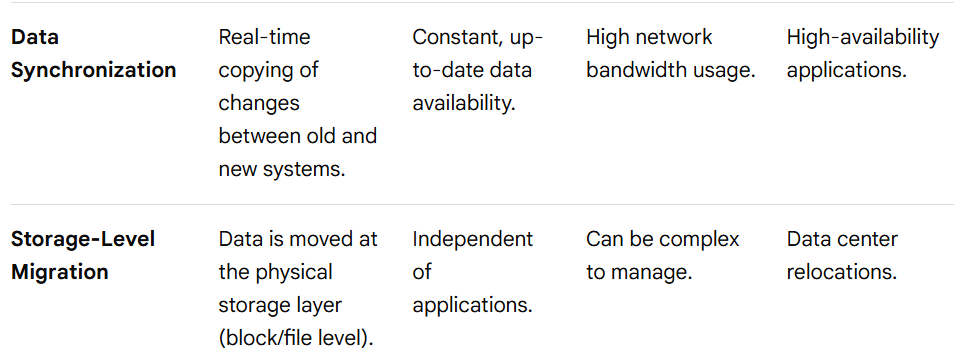 Data Synchronization
Real-time copying of changes between old and new systems.
Constant, up-to-date data availability.
High network bandwidth usage.
High-availability applications.
Storage-Level Migration
Data is moved at the physical storage layer (block/file level).
Independent of applications.
Can be complex to manage.
Data center relocations.